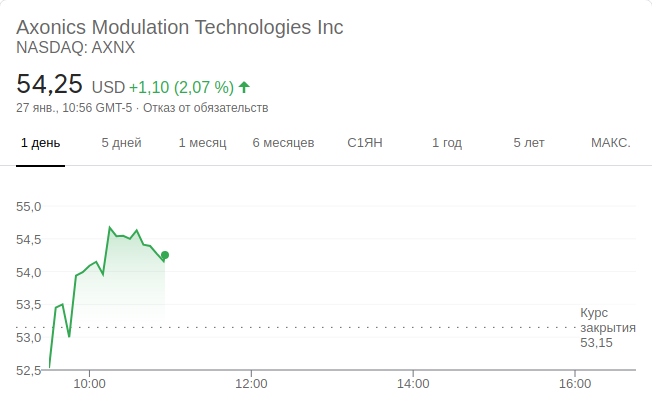 Axonics Modulation Technologies Inc
NASDAQ: AXNX
54,25 USD +1,10 (2,07 %)
27 янв., 10:56 GMT-5 · Отказ от обязательств
1 день 5 дней 1 месяц 6 месяцев С1ЯН 1 год 5 лет МАКС.
55,0
54,5
54,0
53,5
53,0
52,5
Курс
закрытия
53,15
10:00 12:00 14:00 16:00